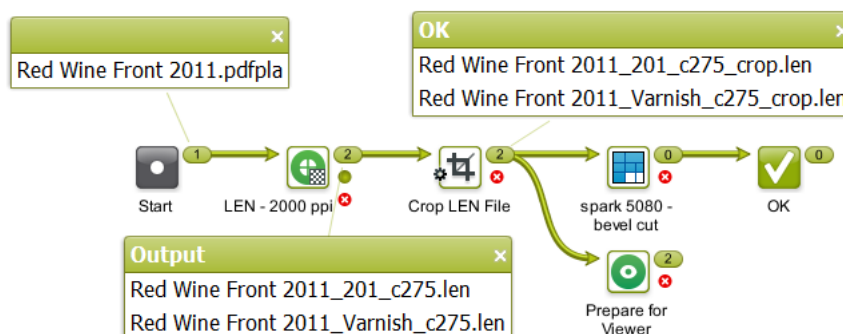 ×
Red Wine Front 2011.pdfpla
OK ×
Red Wine Front 2011_201_c275_crop.len
Red Wine Front 2011_Varnish_c275_crop.len
1
2
2
0
0
Start
LEN - 2000 ppi
Crop LEN File
spark 5080 -
bevel cut
OK
Output ×
Red Wine Front 2011_201_c275.len
Red Wine Front 2011_Varnish_c275.len
2
Prepare for
Viewer